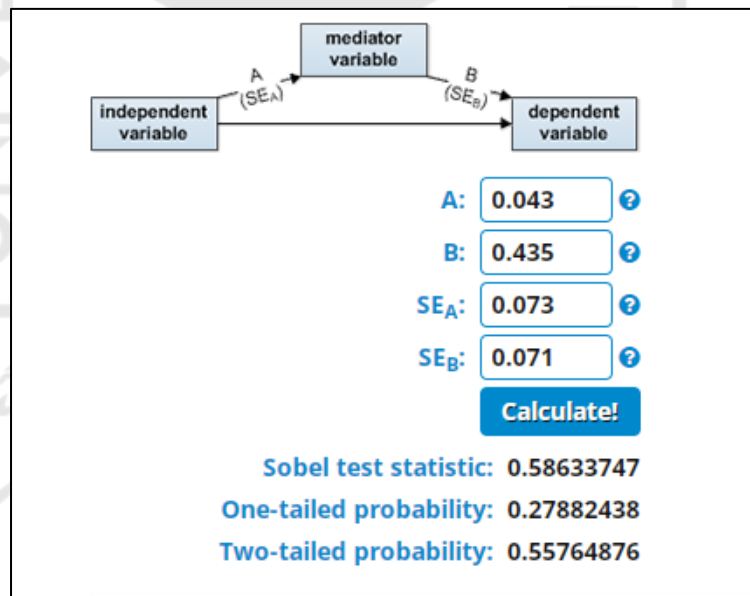 mediator
variable
A
(SEA)
B
(SEB)
independent
variable
dependent
variable
A: 0.043 ?
B: 0.435 ?
SEA: 0.073 ?
SEB: 0.071 ?
Calculate!
Sobel test statistic: 0.58633747
One-tailed probability: 0.27882438
Two-tailed probability: 0.55764876